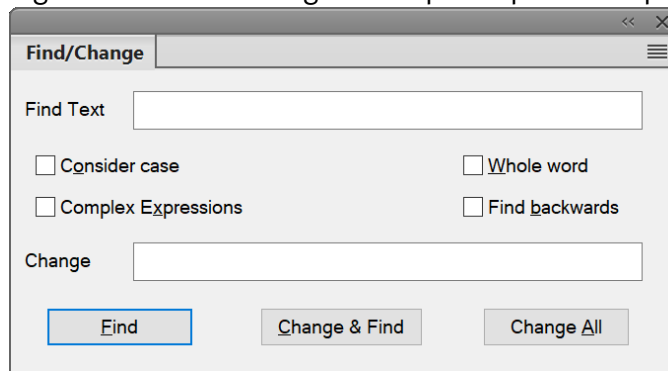 Find/Change
Find Text
Consider case
Whole word
Complex Expressions
Find backwards
Change
Find
Change & Find
Change All